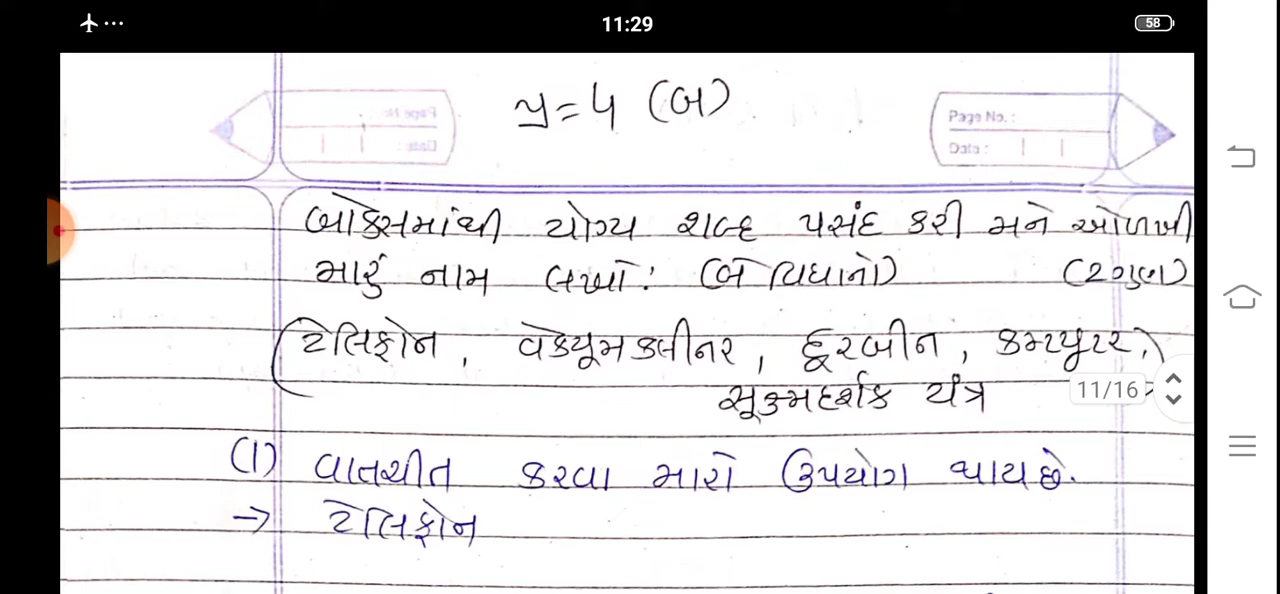 11:29
58
પ્ર=4 (બ)
Page No. :
Date :
બોક્સમાંથી યોગ્ય શબ્દ પસંદ કરી મને ઓળખી
મારું નામ લખો: (બે વિધાનો) (2 ગુણ)
(ટેલિફોન, વેક્યૂમક્લીનર, દૂરબીન, કમ્પ્યુટર,
સૂક્ષ્મદર્શક યંત્ર
11/16
(1) વાતચીત કરવા મારો ઉપયોગ થાય છે.
→ ટેલિફોન